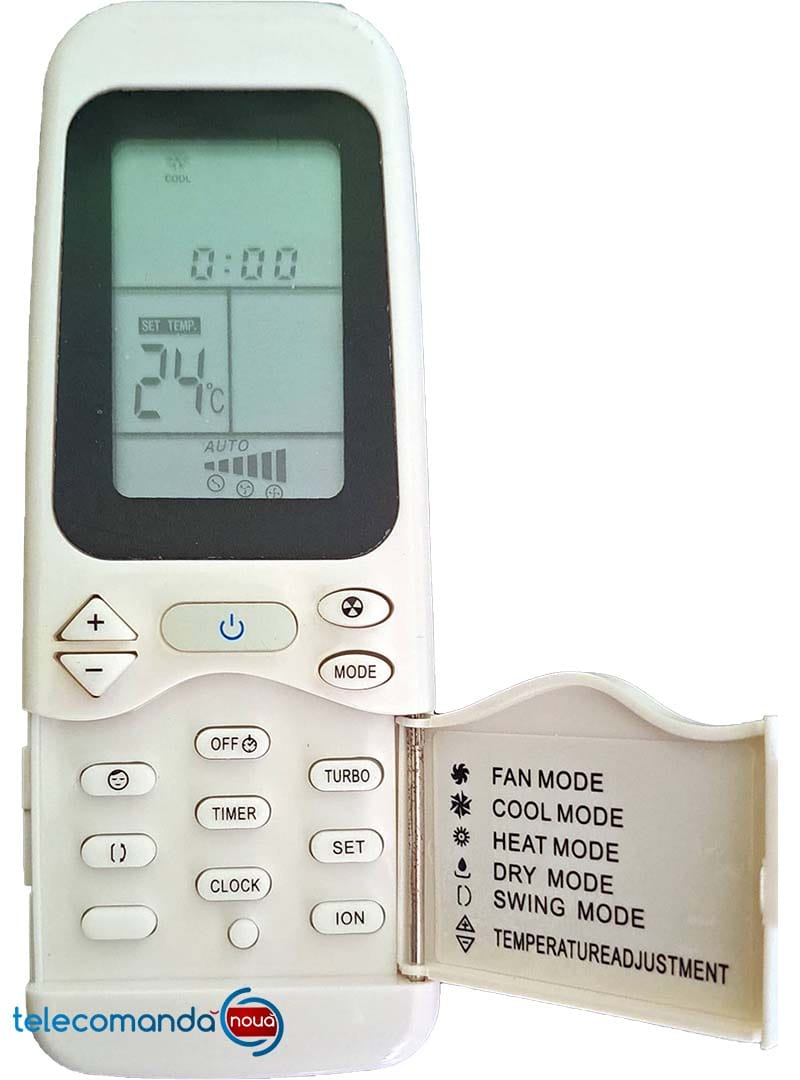 COOL
0:00
SET TEMP.
24°C
AUTO
+
−
MODE
OFF
TURBO
TIMER
SET
CLOCK
ION
FAN MODE
COOL MODE
HEAT MODE
DRY MODE
SWING MODE
TEMPERATUREADJUSTMENT
telecomanda nouă